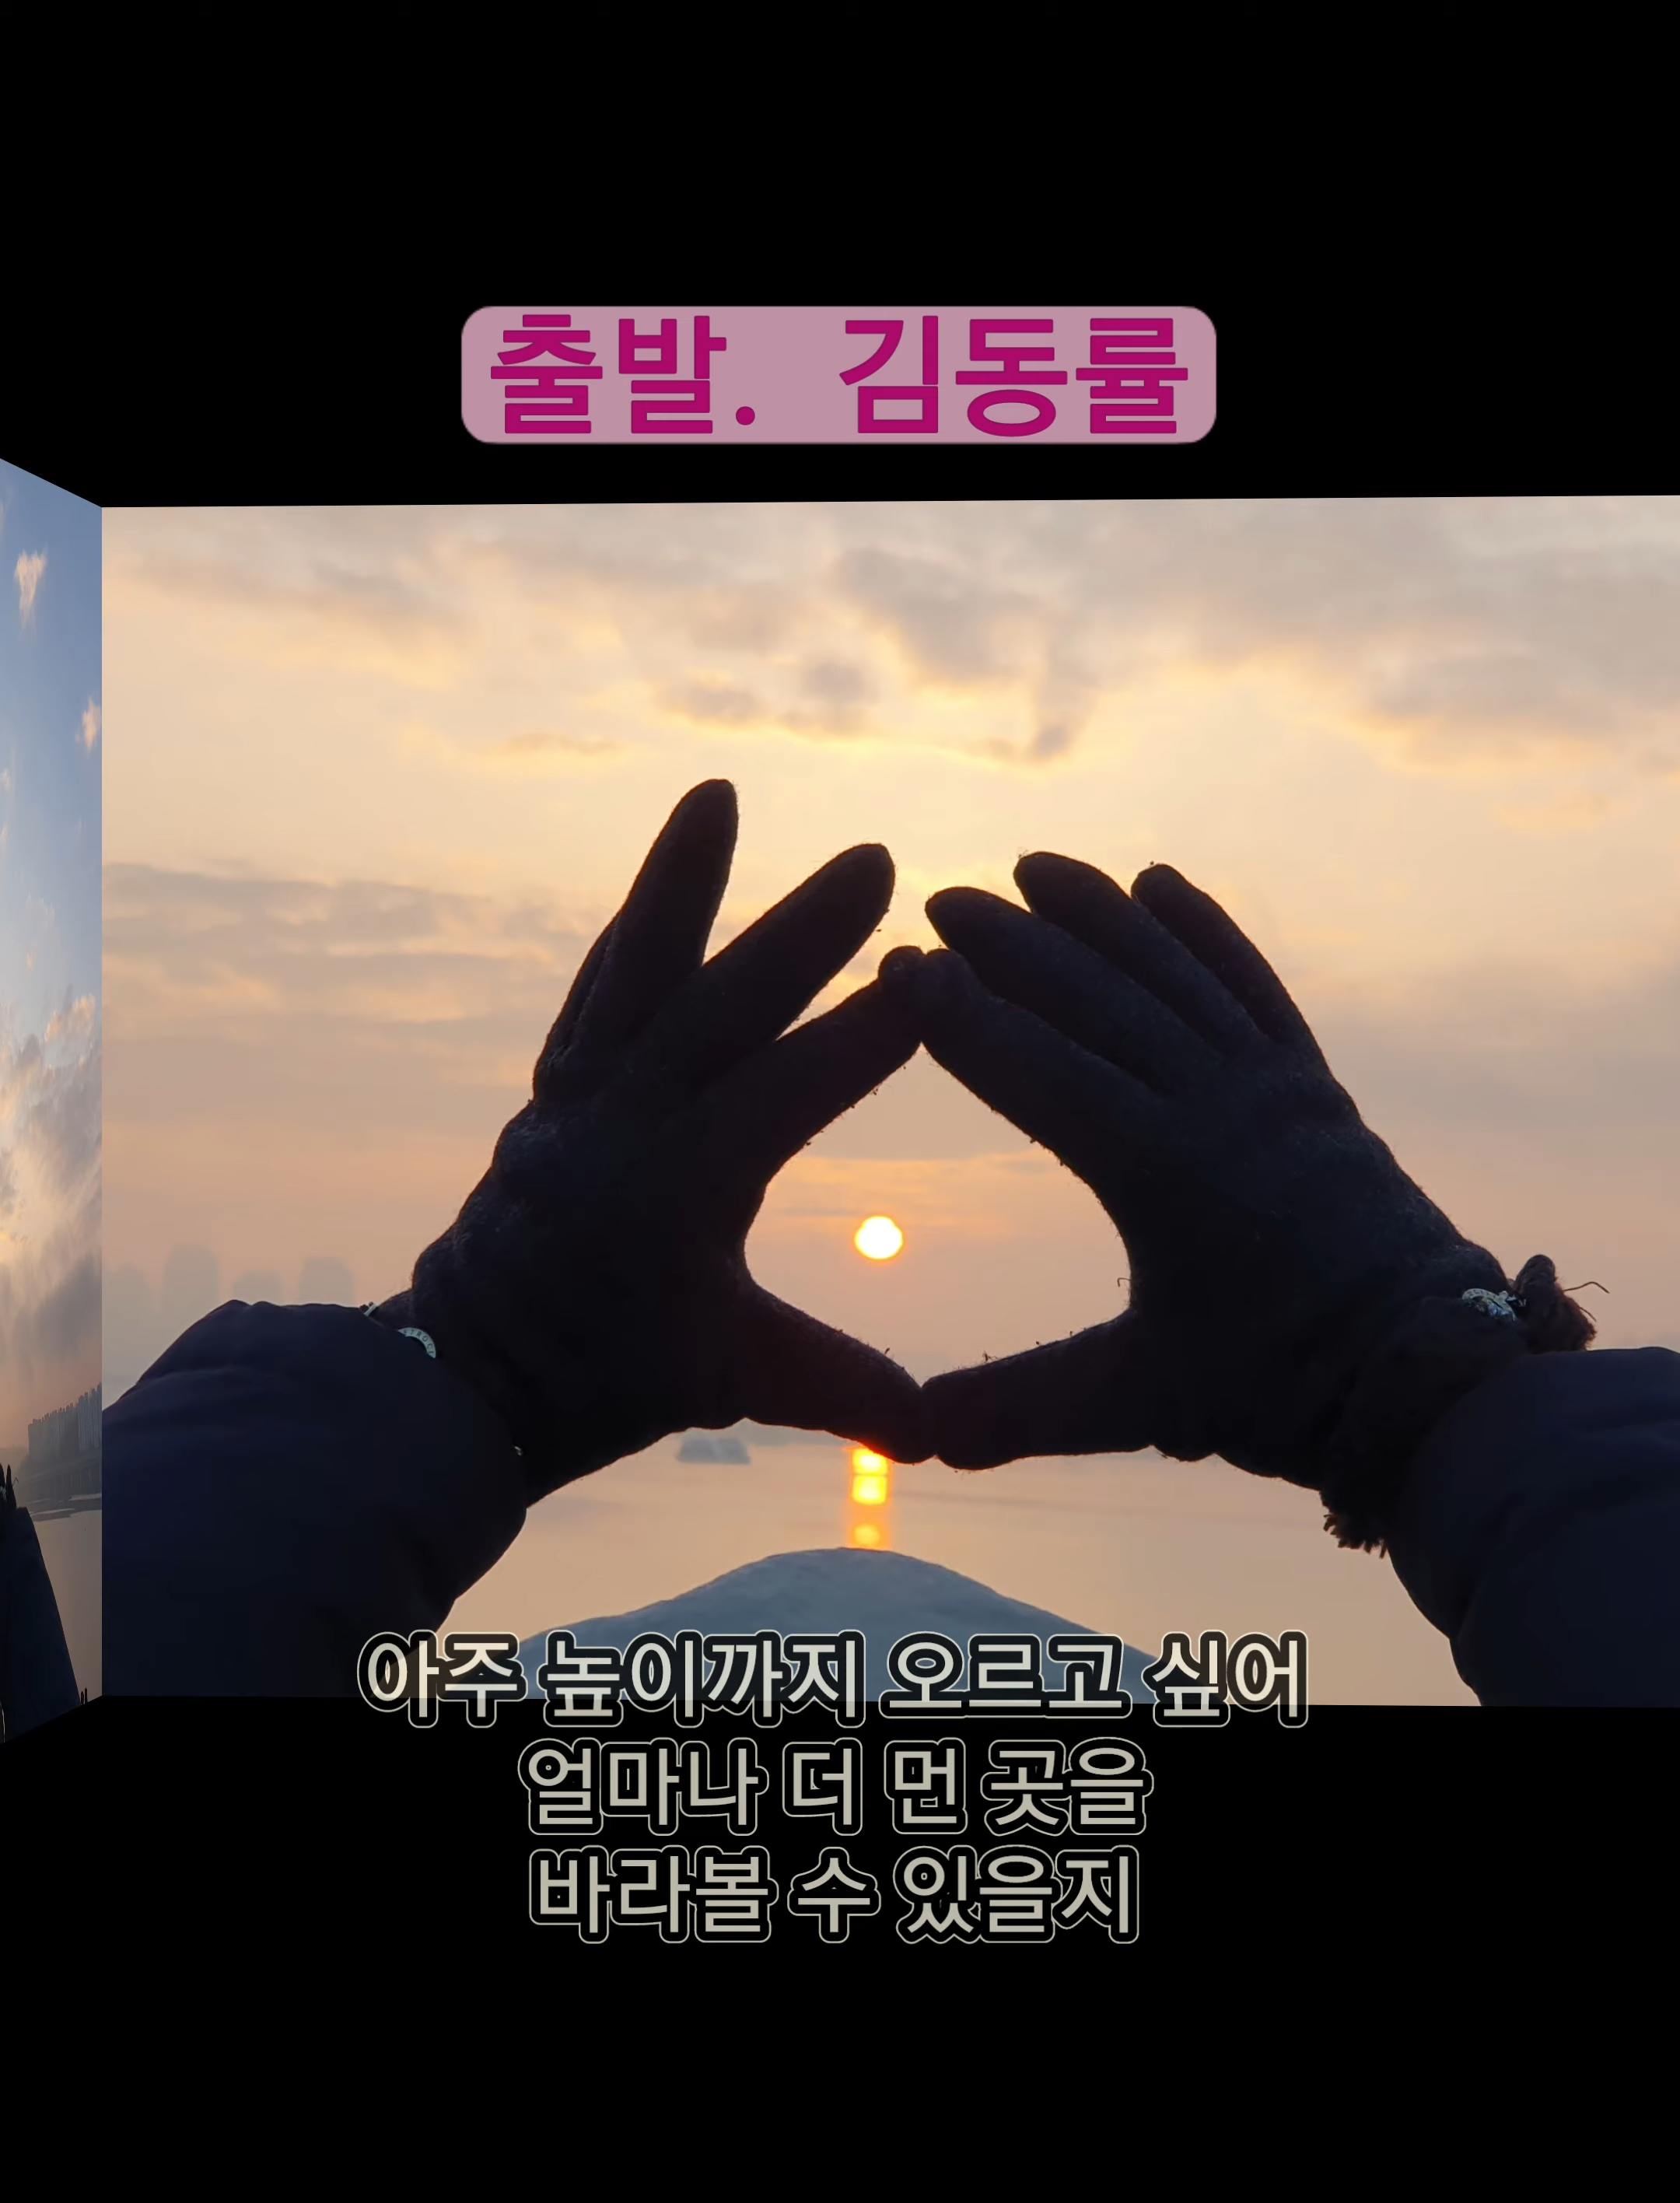 출발. 김동률
아주 높이까지 오르고 싶어
얼마나 더 먼 곳을
바라볼 수 있을지